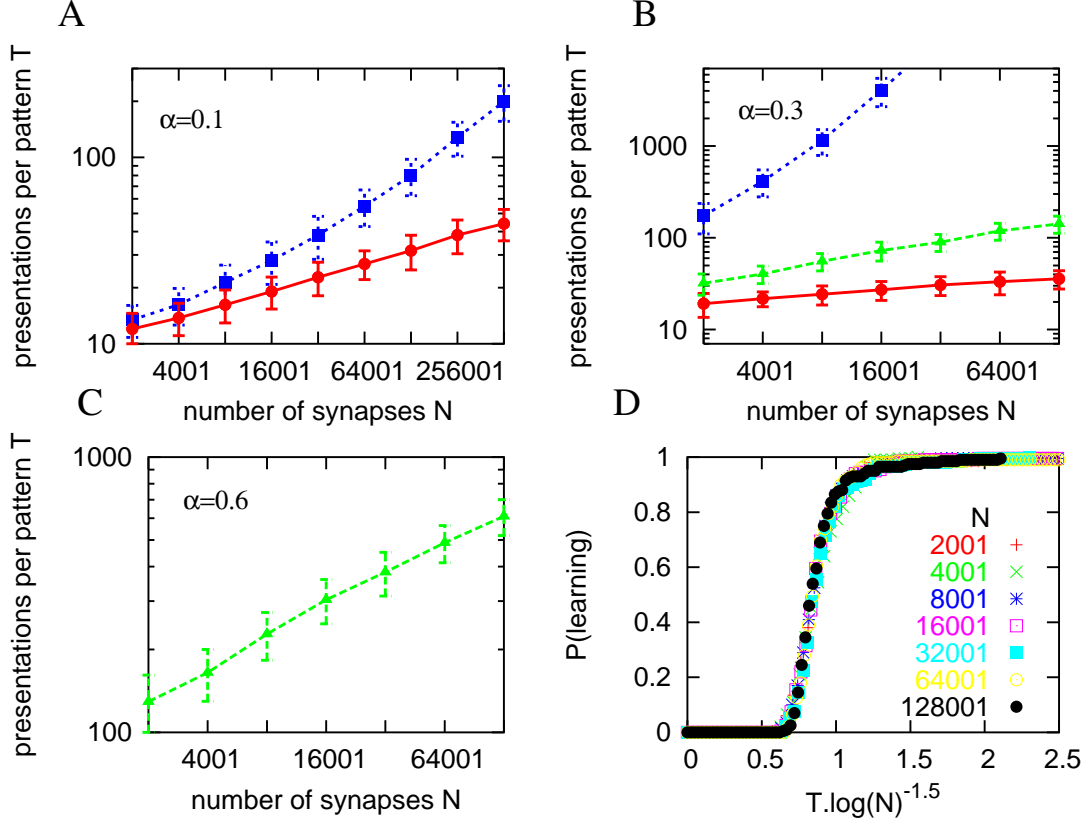 A
presentations per pattern T
α=0.1
100
10
4001 16001 64001 256001
number of synapses N
B
presentations per pattern T
α=0.3
1000
100
10
4001 16001 64001
number of synapses N
C
presentations per pattern T
α=0.6
1000
100
4001 16001 64001
number of synapses N
D
P(learning)
1
0.8
0.6
0.4
0.2
0
N
2001
4001
8001
16001
32001
64001
128001
0 0.5 1 1.5 2 2.5
T.log(N)^-1.5